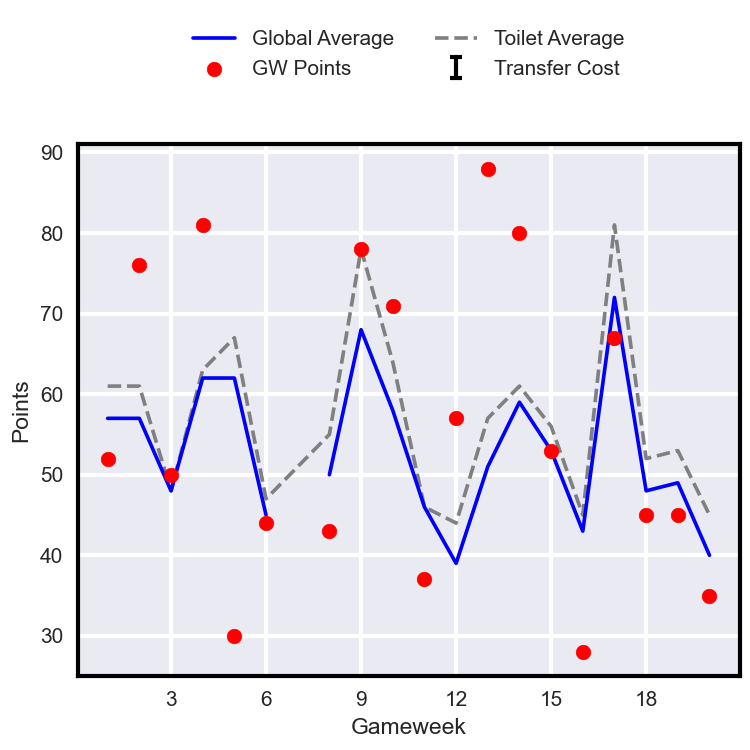 Global Average
Toilet Average
GW Points
Transfer Cost
90
80
70
60
50
40
30
Points
3
6
9
12
15
18
Gameweek